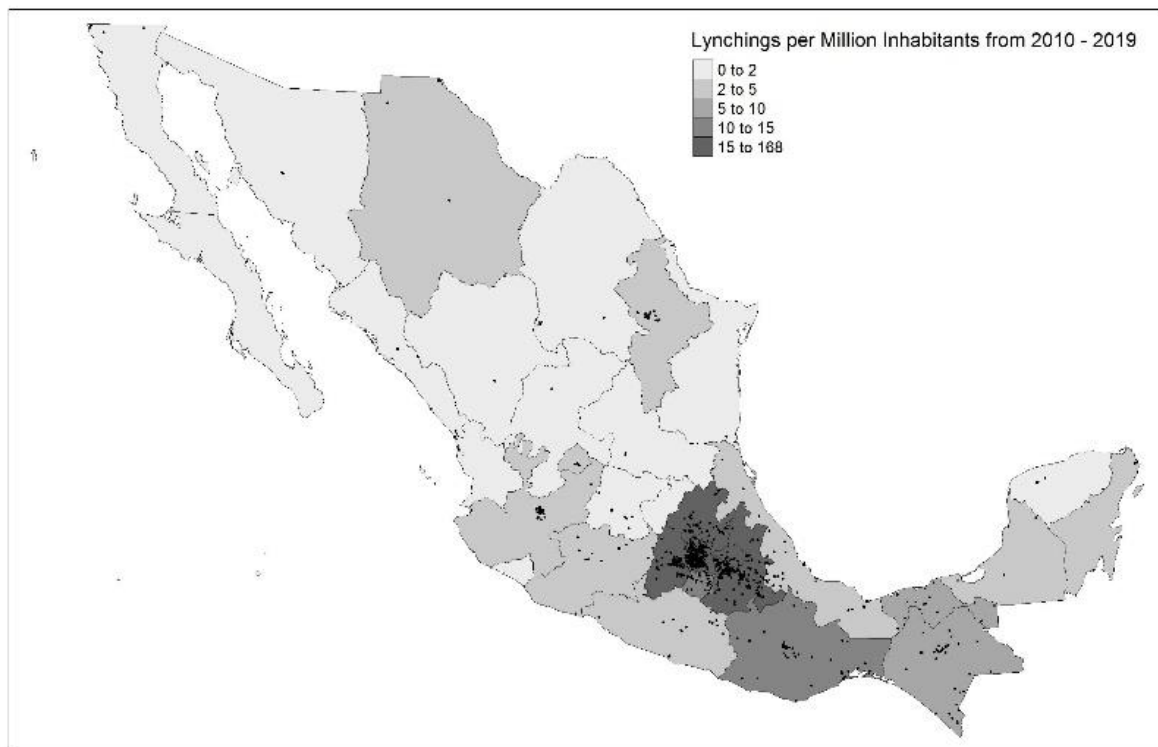 Lynchings per Million Inhabitants from 2010 - 2019
0 to 2
2 to 5
5 to 10
10 to 15
15 to 168